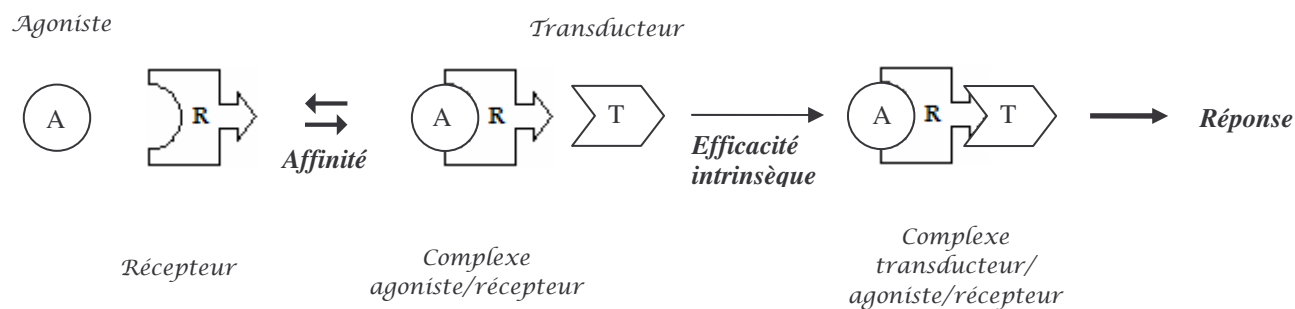 Agoniste
Transducteur
A
R
A
R
T
A
R
T
Réponse
Affinité
Efficacité
intrinsèque
Récepteur
Complexe
agoniste/récepteur
Complexe
transducteur/
agoniste/récepteur